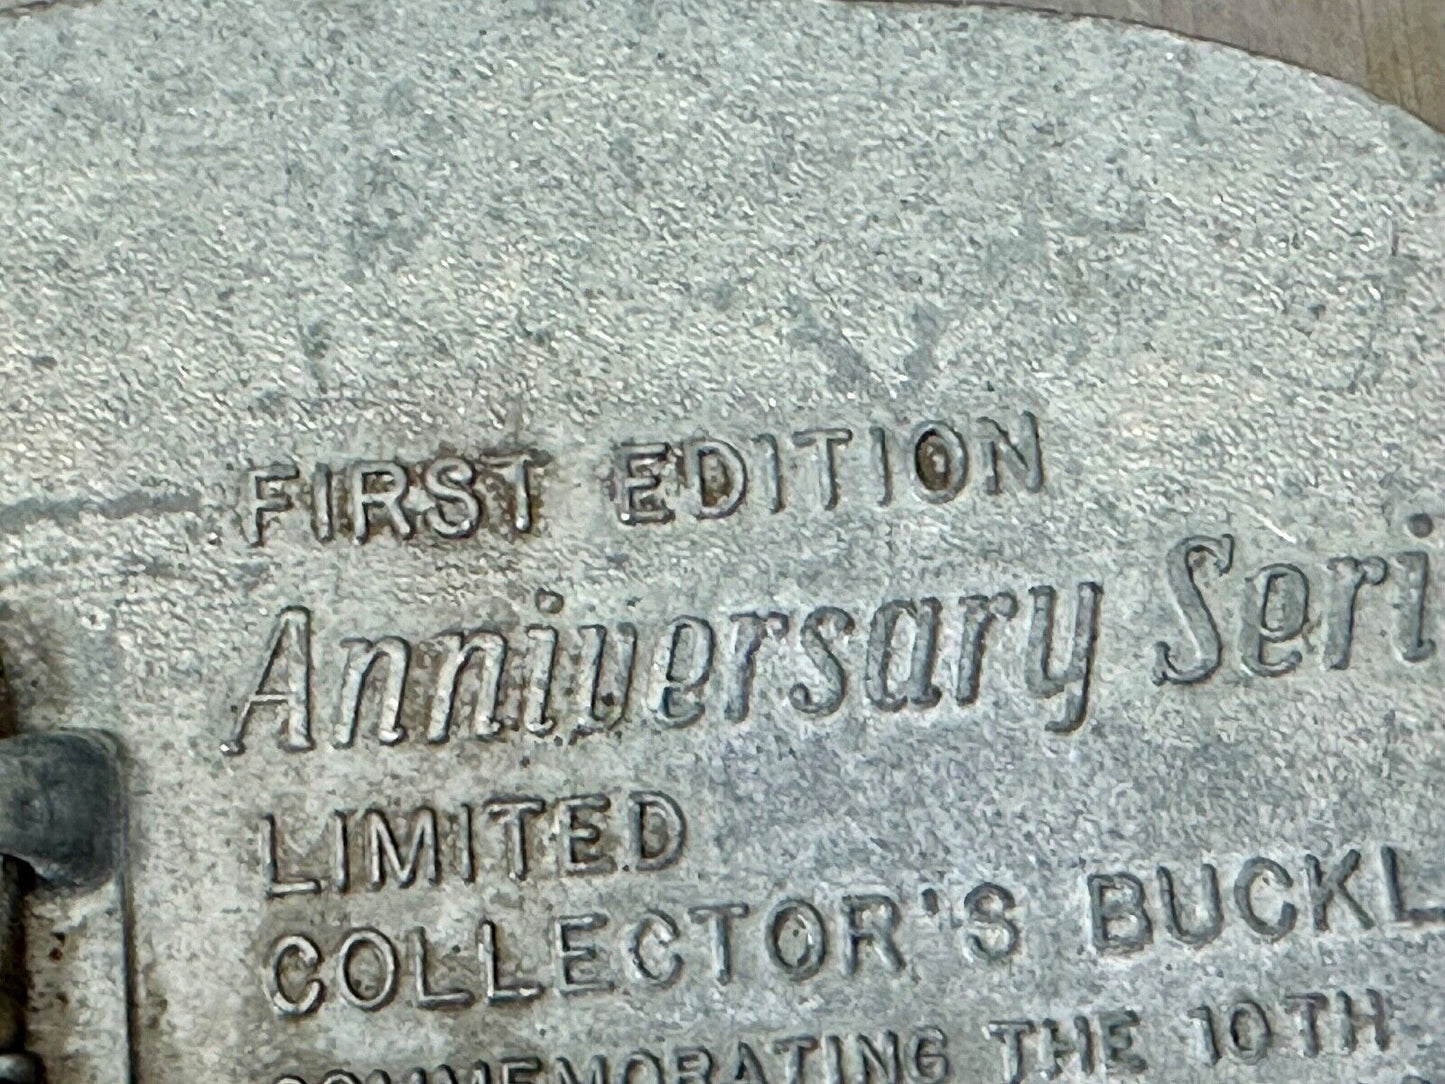 FIRST EDITION
Anniversary Seri
LIMITED
COLLECTOR'S BUCKL
COMMEMORATING THE 10TH